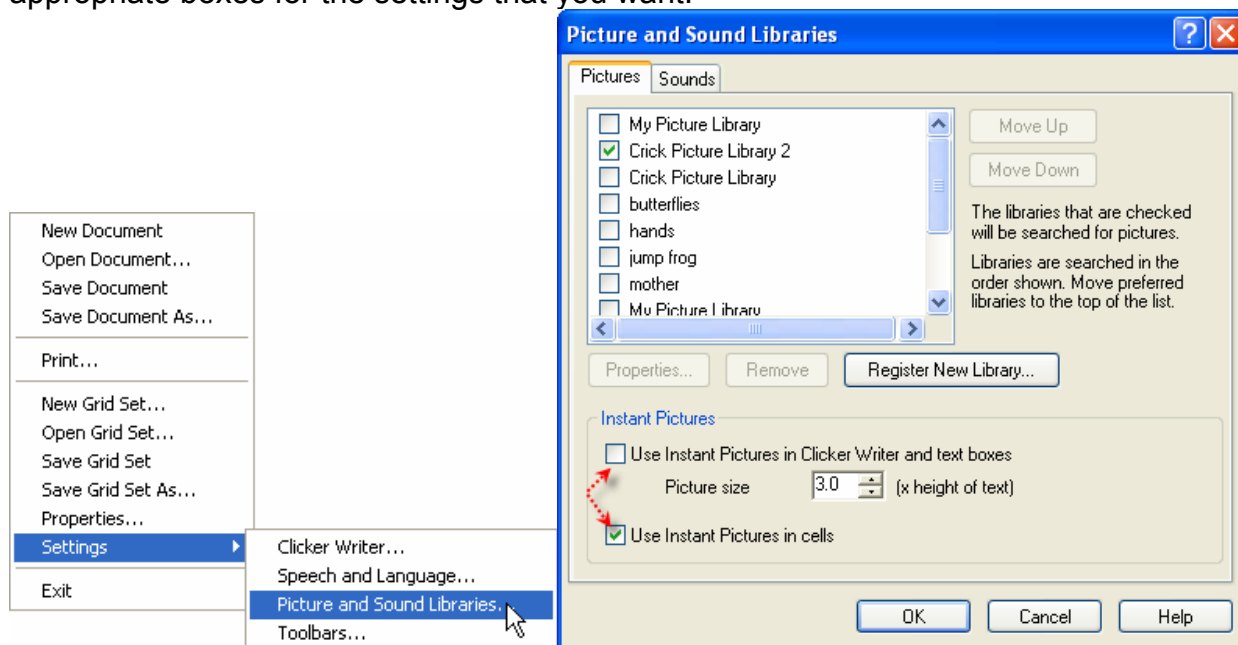 appropriate boxes for the settings that you want.
New Document
Open Document...
Save Document
Save Document As...
Print...
New Grid Set...
Open Grid Set...
Save Grid Set
Save Grid Set As...
Properties...
Settings
Exit
Clicker Writer...
Speech and Language...
Picture and Sound Libraries...
Toolbars...
Picture and Sound Libraries
Pictures
Sounds
My Picture Library
Crick Picture Library 2
Crick Picture Library
butterflies
hands
jump frog
mother
My Picture Library
Move Up
Move Down
The libraries that are checked
will be searched for pictures.
Libraries are searched in the
order shown. Move preferred
libraries to the top of the list.
Properties...
Remove
Register New Library...
Instant Pictures
Use Instant Pictures in Clicker Writer and text boxes
Picture size 3.0 (x height of text)
Use Instant Pictures in cells
OK
Cancel
Help